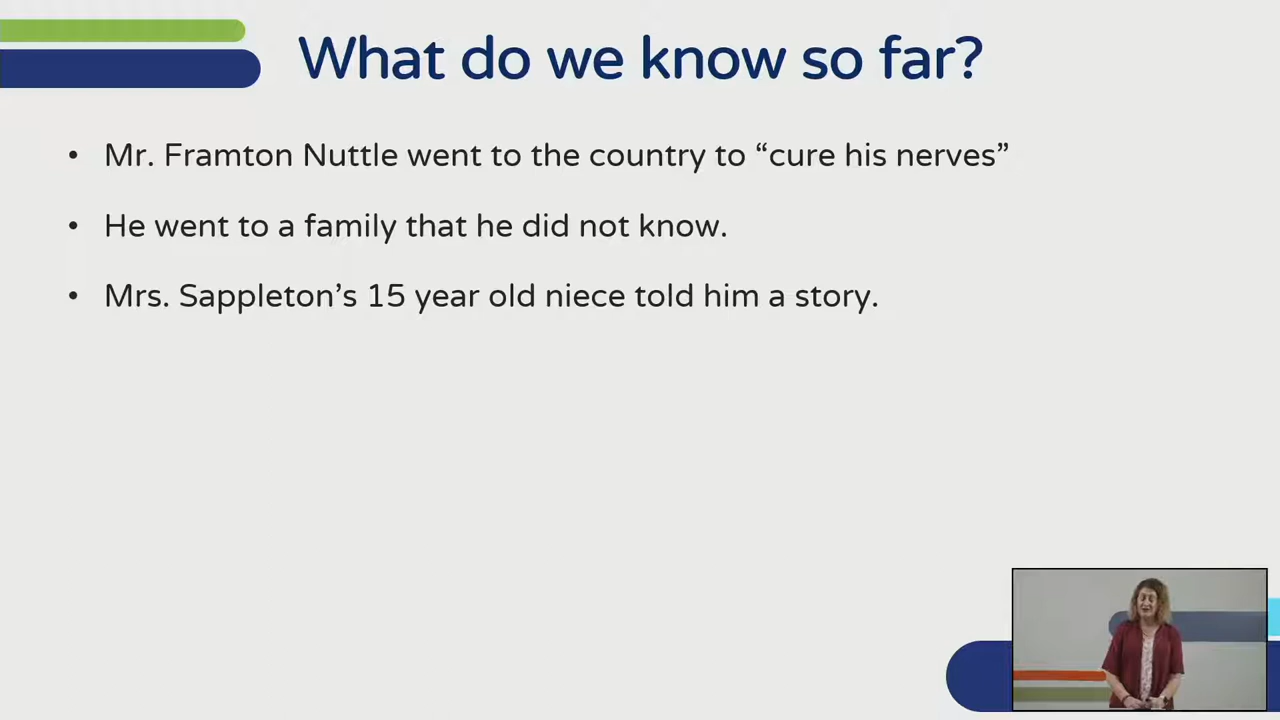 What do we know so far?
• Mr. Framton Nuttle went to the country to “cure his nerves”
• He went to a family that he did not know.
• Mrs. Sappleton’s 15 year old niece told him a story.